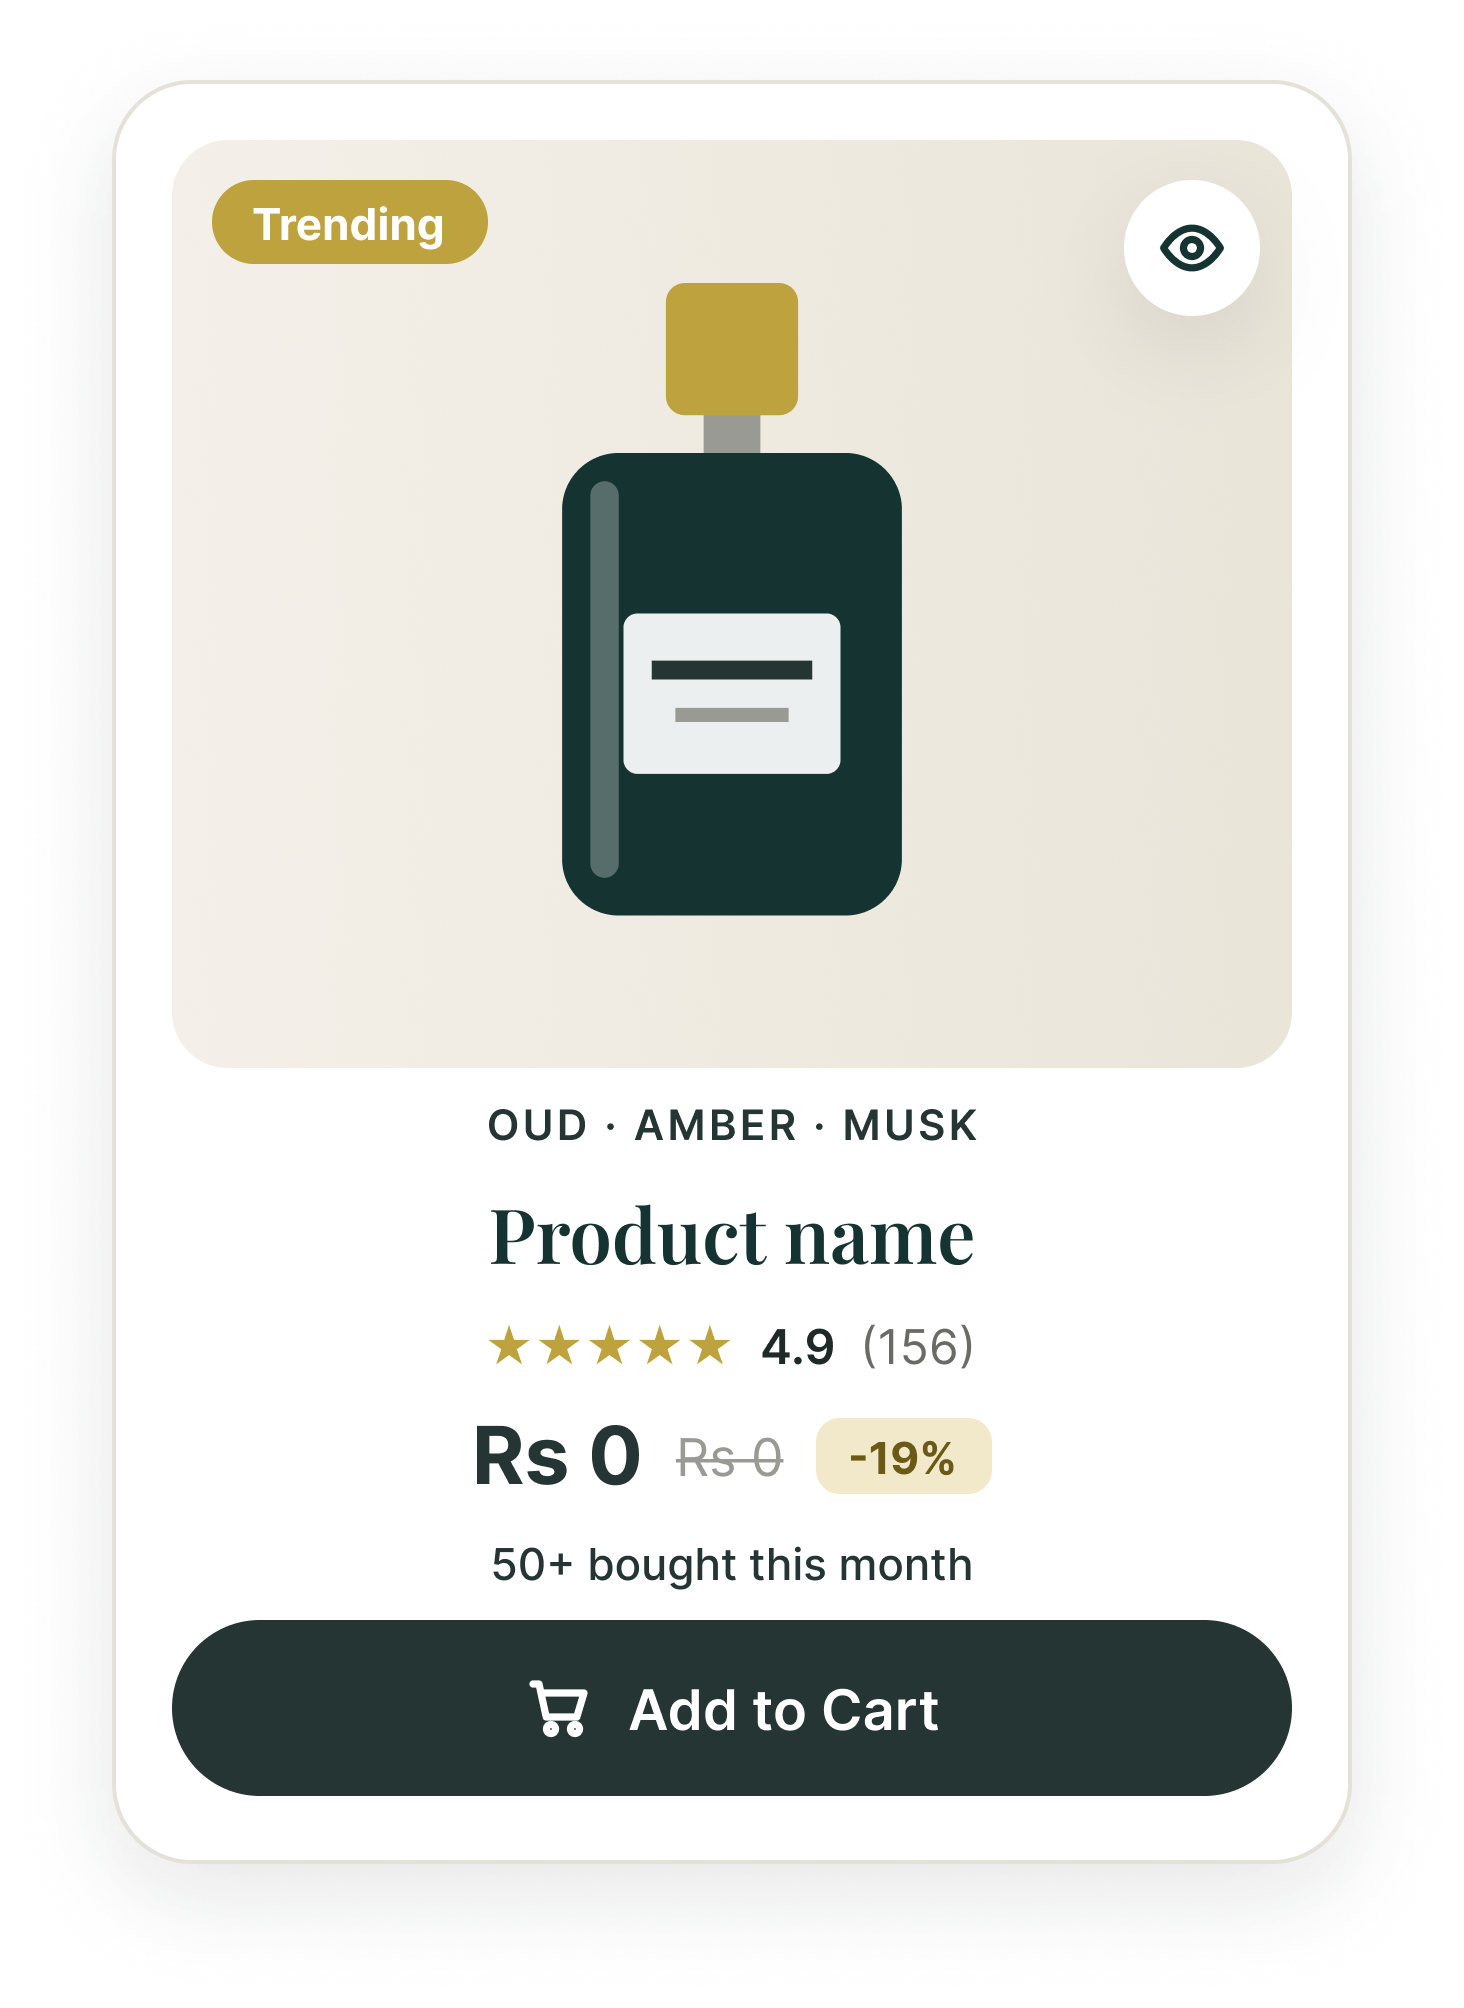 Trending
OUD · AMBER · MUSK
Product name
★★★★★ 4.9 (156)
Rs 0 Rs 0 -19%
50+ bought this month
Add to Cart